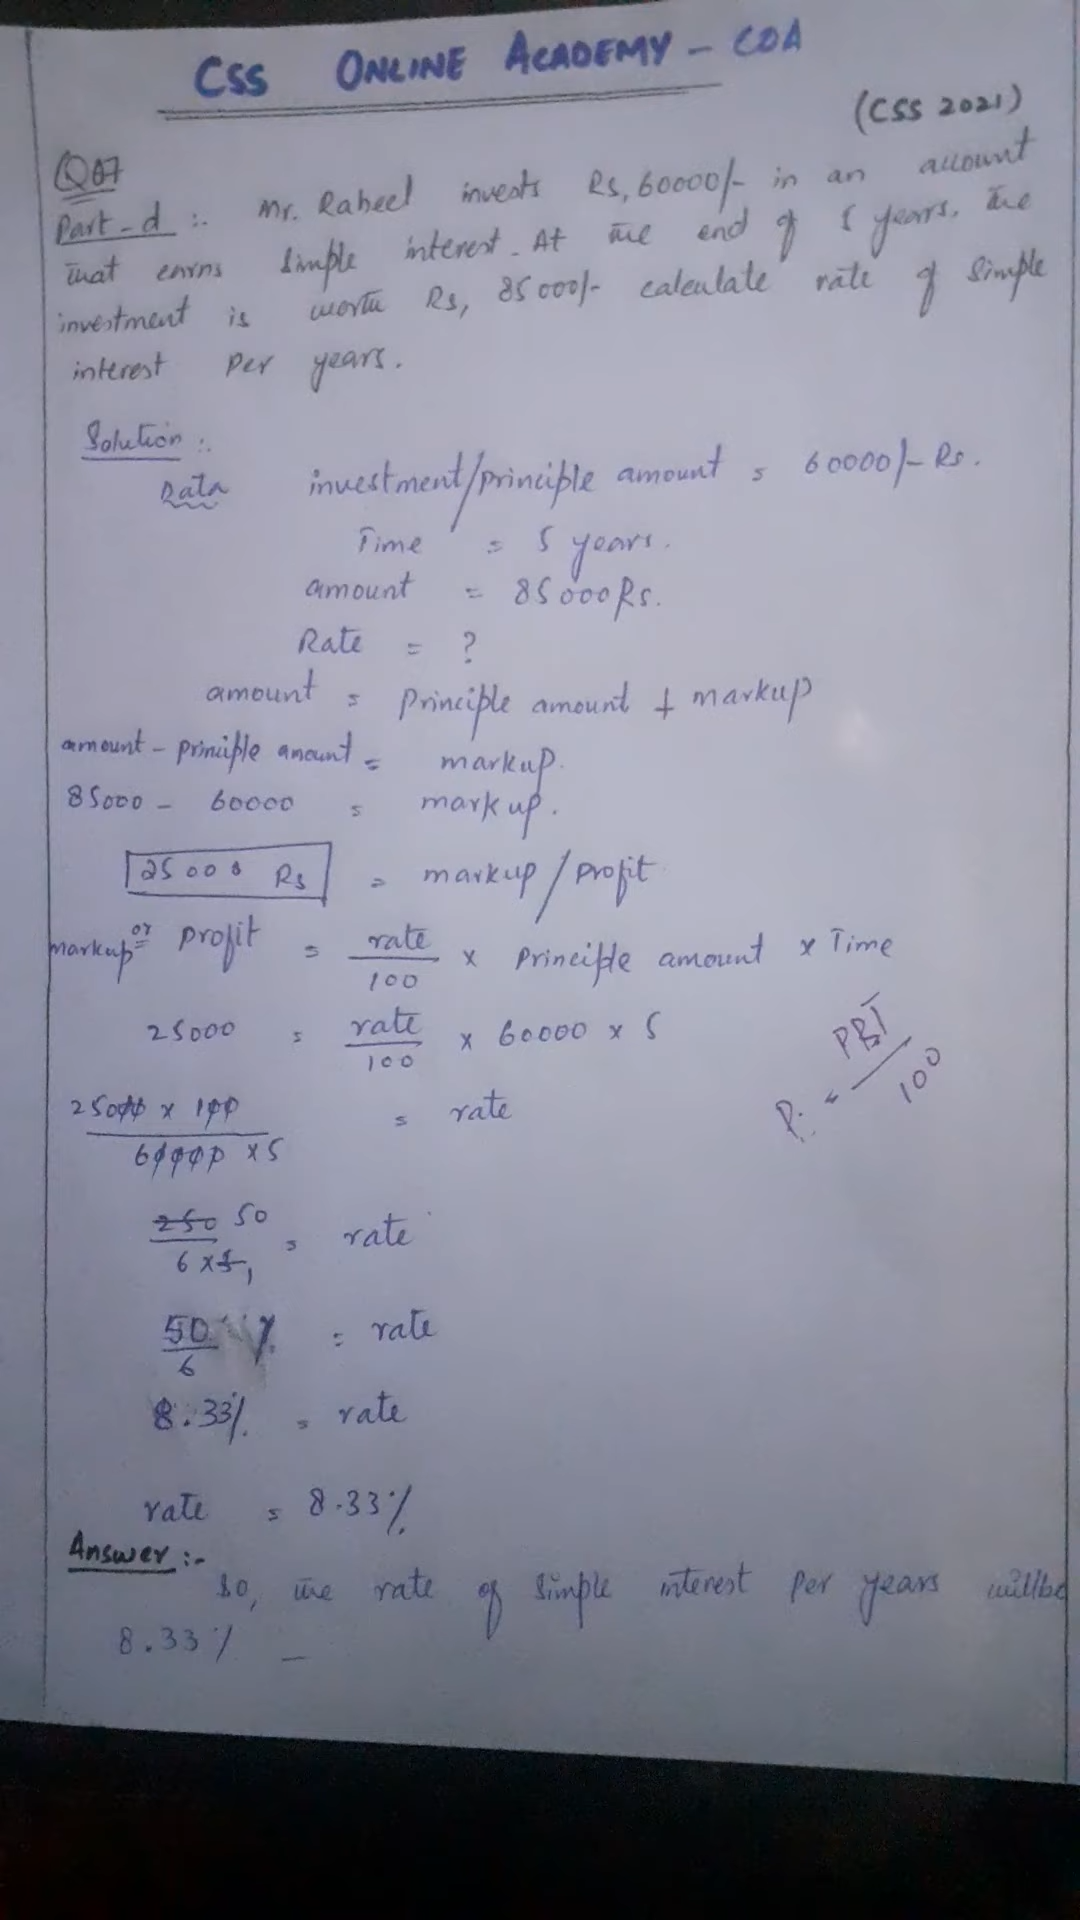 CSS ONLINE ACADEMY - COA
(CSS 2021)
Q07
Part-d :- Mr. Raheel invests Rs, 60000/- in an account
that earns simple interest. At the end of 5 years, the
investment is worth Rs, 85000/- calculate rate of simple
interest per years.
Solution :-
Data investment/principle amount = 60000/- Rs.
Time = 5 years.
amount = 85000 Rs.
Rate = ?
amount = principle amount + markup
amount - principle amount = markup.
85000 - 60000 = markup.
25000 Rs = markup / profit
markup or profit = rate/100 x principle amount x Time
25000 = rate/100 x 60000 x 5
25000 x 100 / 60000 x 5 = rate
250 50 / 6 x 5 1 = rate
50/6 % = rate
8.33% = rate
rate = 8.33%
Answer :-
So, the rate of simple interest per years will be
8.33 %